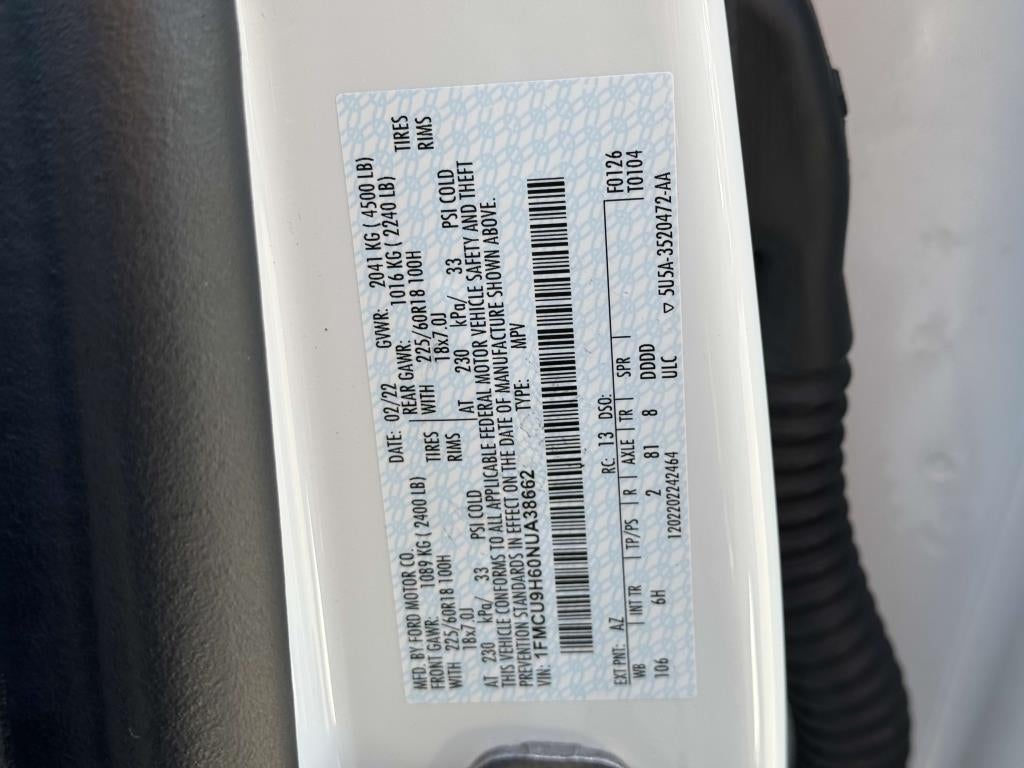 MFD. BY FORD MOTOR CO. DATE: 02/22 GVWR: 2041 KG ( 4500 LB)
FRONT GAWR: 1089 KG ( 2400 LB) REAR GAWR: 1016 KG ( 2240 LB)
WITH 225/60R18 100H TIRES WITH 225/60R18 100H TIRES
18x7.0J RIMS 18x7.0J RIMS
AT 230 kPa/ 33 PSI COLD AT 230 kPa/ 33 PSI COLD
THIS VEHICLE CONFORMS TO ALL APPLICABLE FEDERAL MOTOR VEHICLE SAFETY AND THEFT
PREVENTION STANDARDS IN EFFECT ON THE DATE OF MANUFACTURE SHOWN ABOVE.
VIN: 1FMCU9H60NUA38662 TYPE: MPV
EXT PNT: AZ RC: 13 DSO: F0126
WB INT TR TP/PS R AXLE TR SPR T0104
106 6H 2 81 8 DDDD
1202202242464 ULC 5U5A-3520472-AA